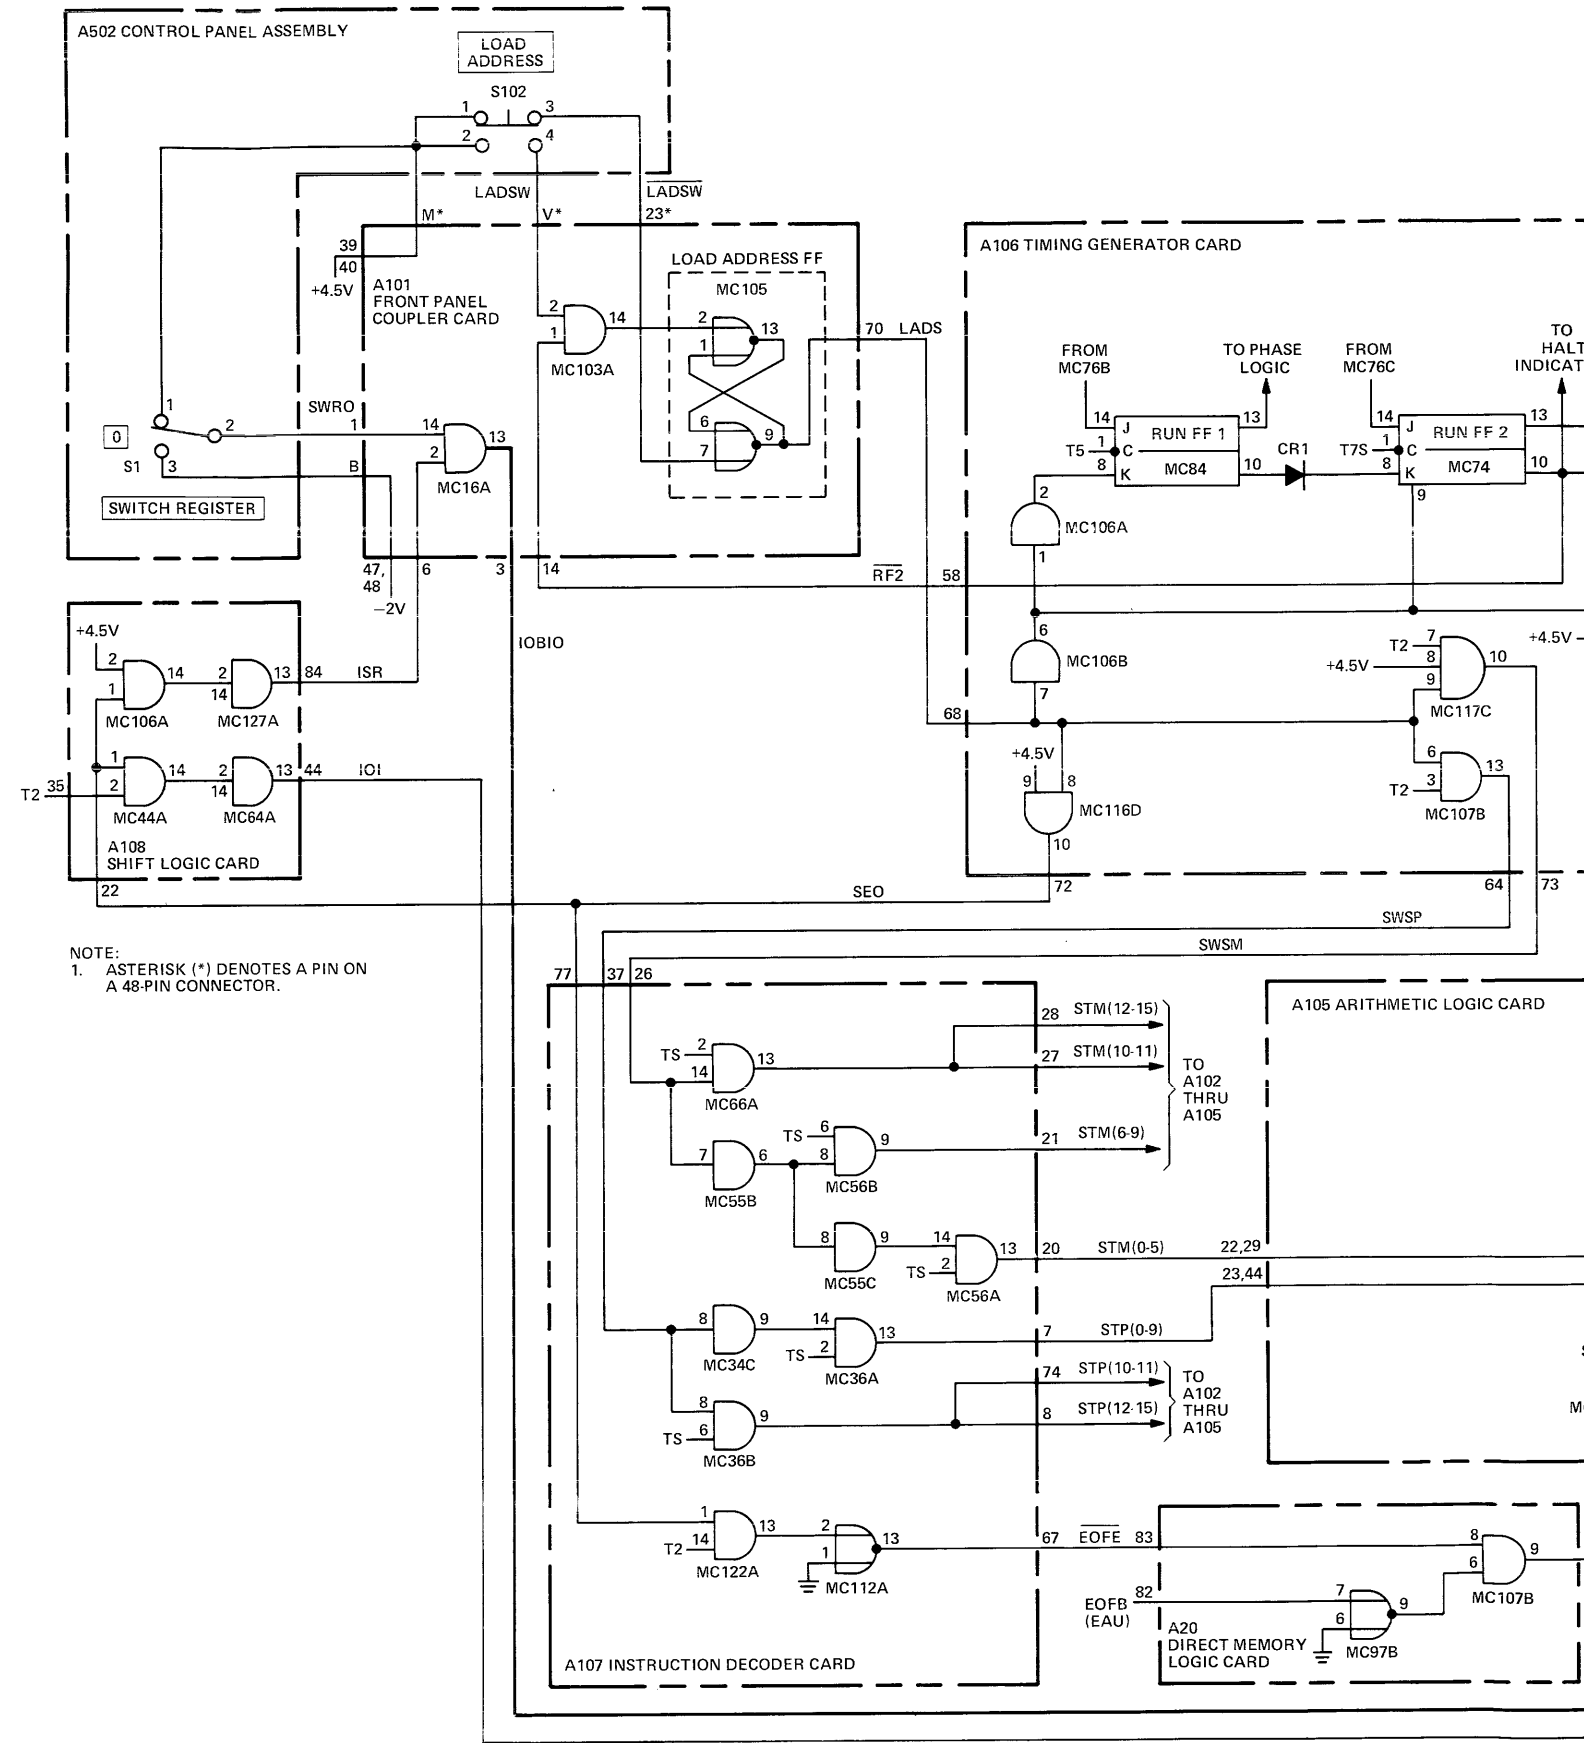 A502 CONTROL PANEL ASSEMBLY
LOAD
ADDRESS
S102
1
3
2
4
LADSW
LADSW
M*
V*
23*
39
40
+4.5V
A101
FRONT PANEL
COUPLER CARD
LOAD ADDRESS FF
MC105
2
1
14
MC103A
2
1
13
6
7
9
70 LADS
1
2
0
S1
3
SWITCH REGISTER
SWRO
1
B
14
2
13
MC16A
47,
48
-2V
6
3
14
RF2
58
IOBIO
A106 TIMING GENERATOR CARD
FROM
MC76B
TO PHASE
LOGIC
FROM
MC76C
TO
HALT
INDICAT
14
13
T5
1
8
J
C
K
RUN FF 1
MC84
10
CR1
14
13
T7S
1
8
J
C
K
RUN FF 2
MC74
10
9
2
MC106A
1
6
MC106B
7
68
+4.5V
9
8
MC116D
10
72
T2
7
+4.5V
8
9
10
MC117C
+4.5V
6
T2
3
13
MC107B
64
73
+4.5V
2
1
14
MC106A
2
14
13
MC127A
84
ISR
1
2
14
MC44A
2
14
13
MC64A
44
IOI
T2
35
A108
SHIFT LOGIC CARD
22
SEO
SWSP
SWSM
NOTE:
1. ASTERISK (*) DENOTES A PIN ON
A 48-PIN CONNECTOR.
77
37
26
TS
2
14
13
MC66A
28
STM(12-15)
27
STM(10-11)
TO
A102
THRU
A105
7
6
MC55B
TS
6
8
9
MC56B
21
STM(6-9)
8
9
MC55C
14
TS
2
13
MC56A
20
STM(0-5)
22,29
23,44
8
9
MC34C
14
TS
2
13
MC36A
7
STP(0-9)
8
TS
6
9
MC36B
74
STP(10-11)
8
STP(12-15)
TO
A102
THRU
A105
1
T2
14
13
MC122A
2
1
13
MC112A
67
EOFE
83
A107 INSTRUCTION DECODER CARD
A105 ARITHMETIC LOGIC CARD
S
M
EOFB
(EAU)
82
7
6
9
MC97B
8
6
9
MC107B
A20
DIRECT MEMORY
LOGIC CARD